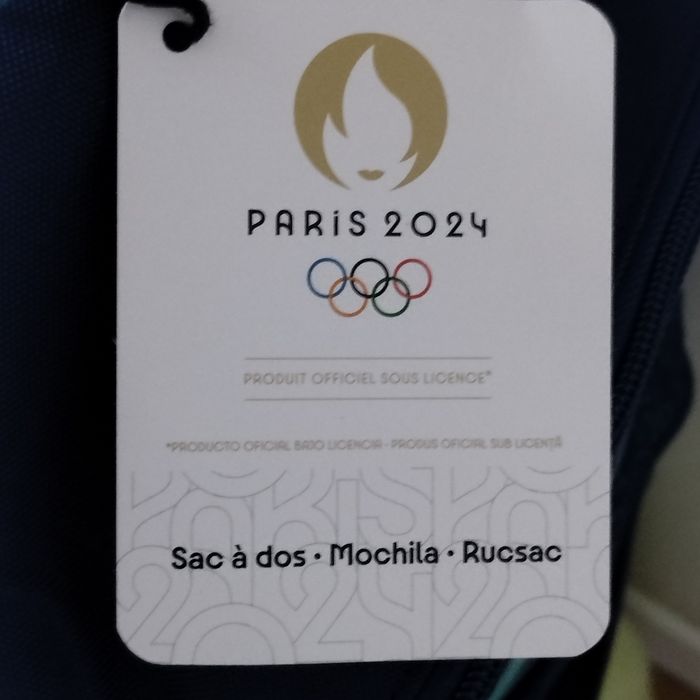 PARIS 2024
PRODUIT OFFICIEL SOUS LICENCE*
*PRODUCTO OFICIAL BAJO LICENCIA - PRODUS OFICIAL SUB LICENȚĂ
Sac à dos • Mochila • Rucsac